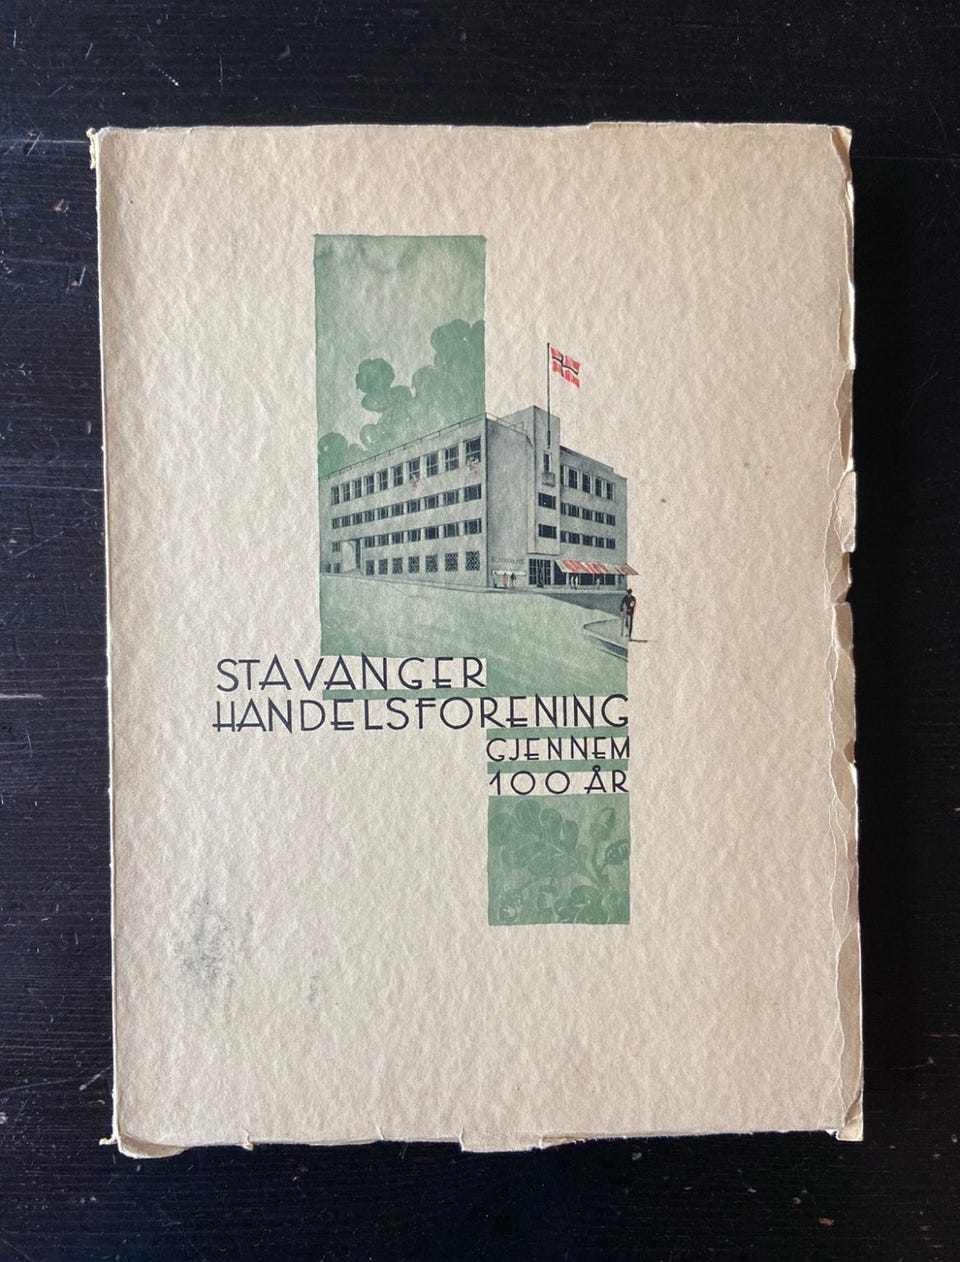 STAVANGER
HANDELSFORENING
GJENNEM
100 ÅR